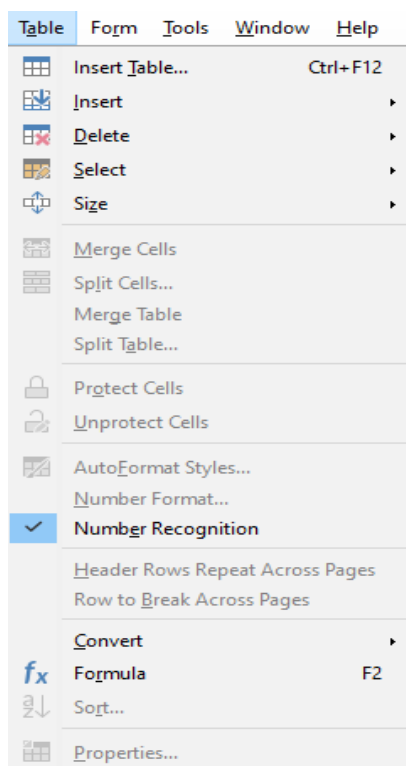 Table Form Tools Window Help
Insert Table... Ctrl+F12
Insert
Delete
Select
Size
Merge Cells
Split Cells...
Merge Table
Split Table...
Protect Cells
Unprotect Cells
AutoFormat Styles...
Number Format...
Number Recognition
Header Rows Repeat Across Pages
Row to Break Across Pages
Convert
fx Formula F2
Sort...
Properties...